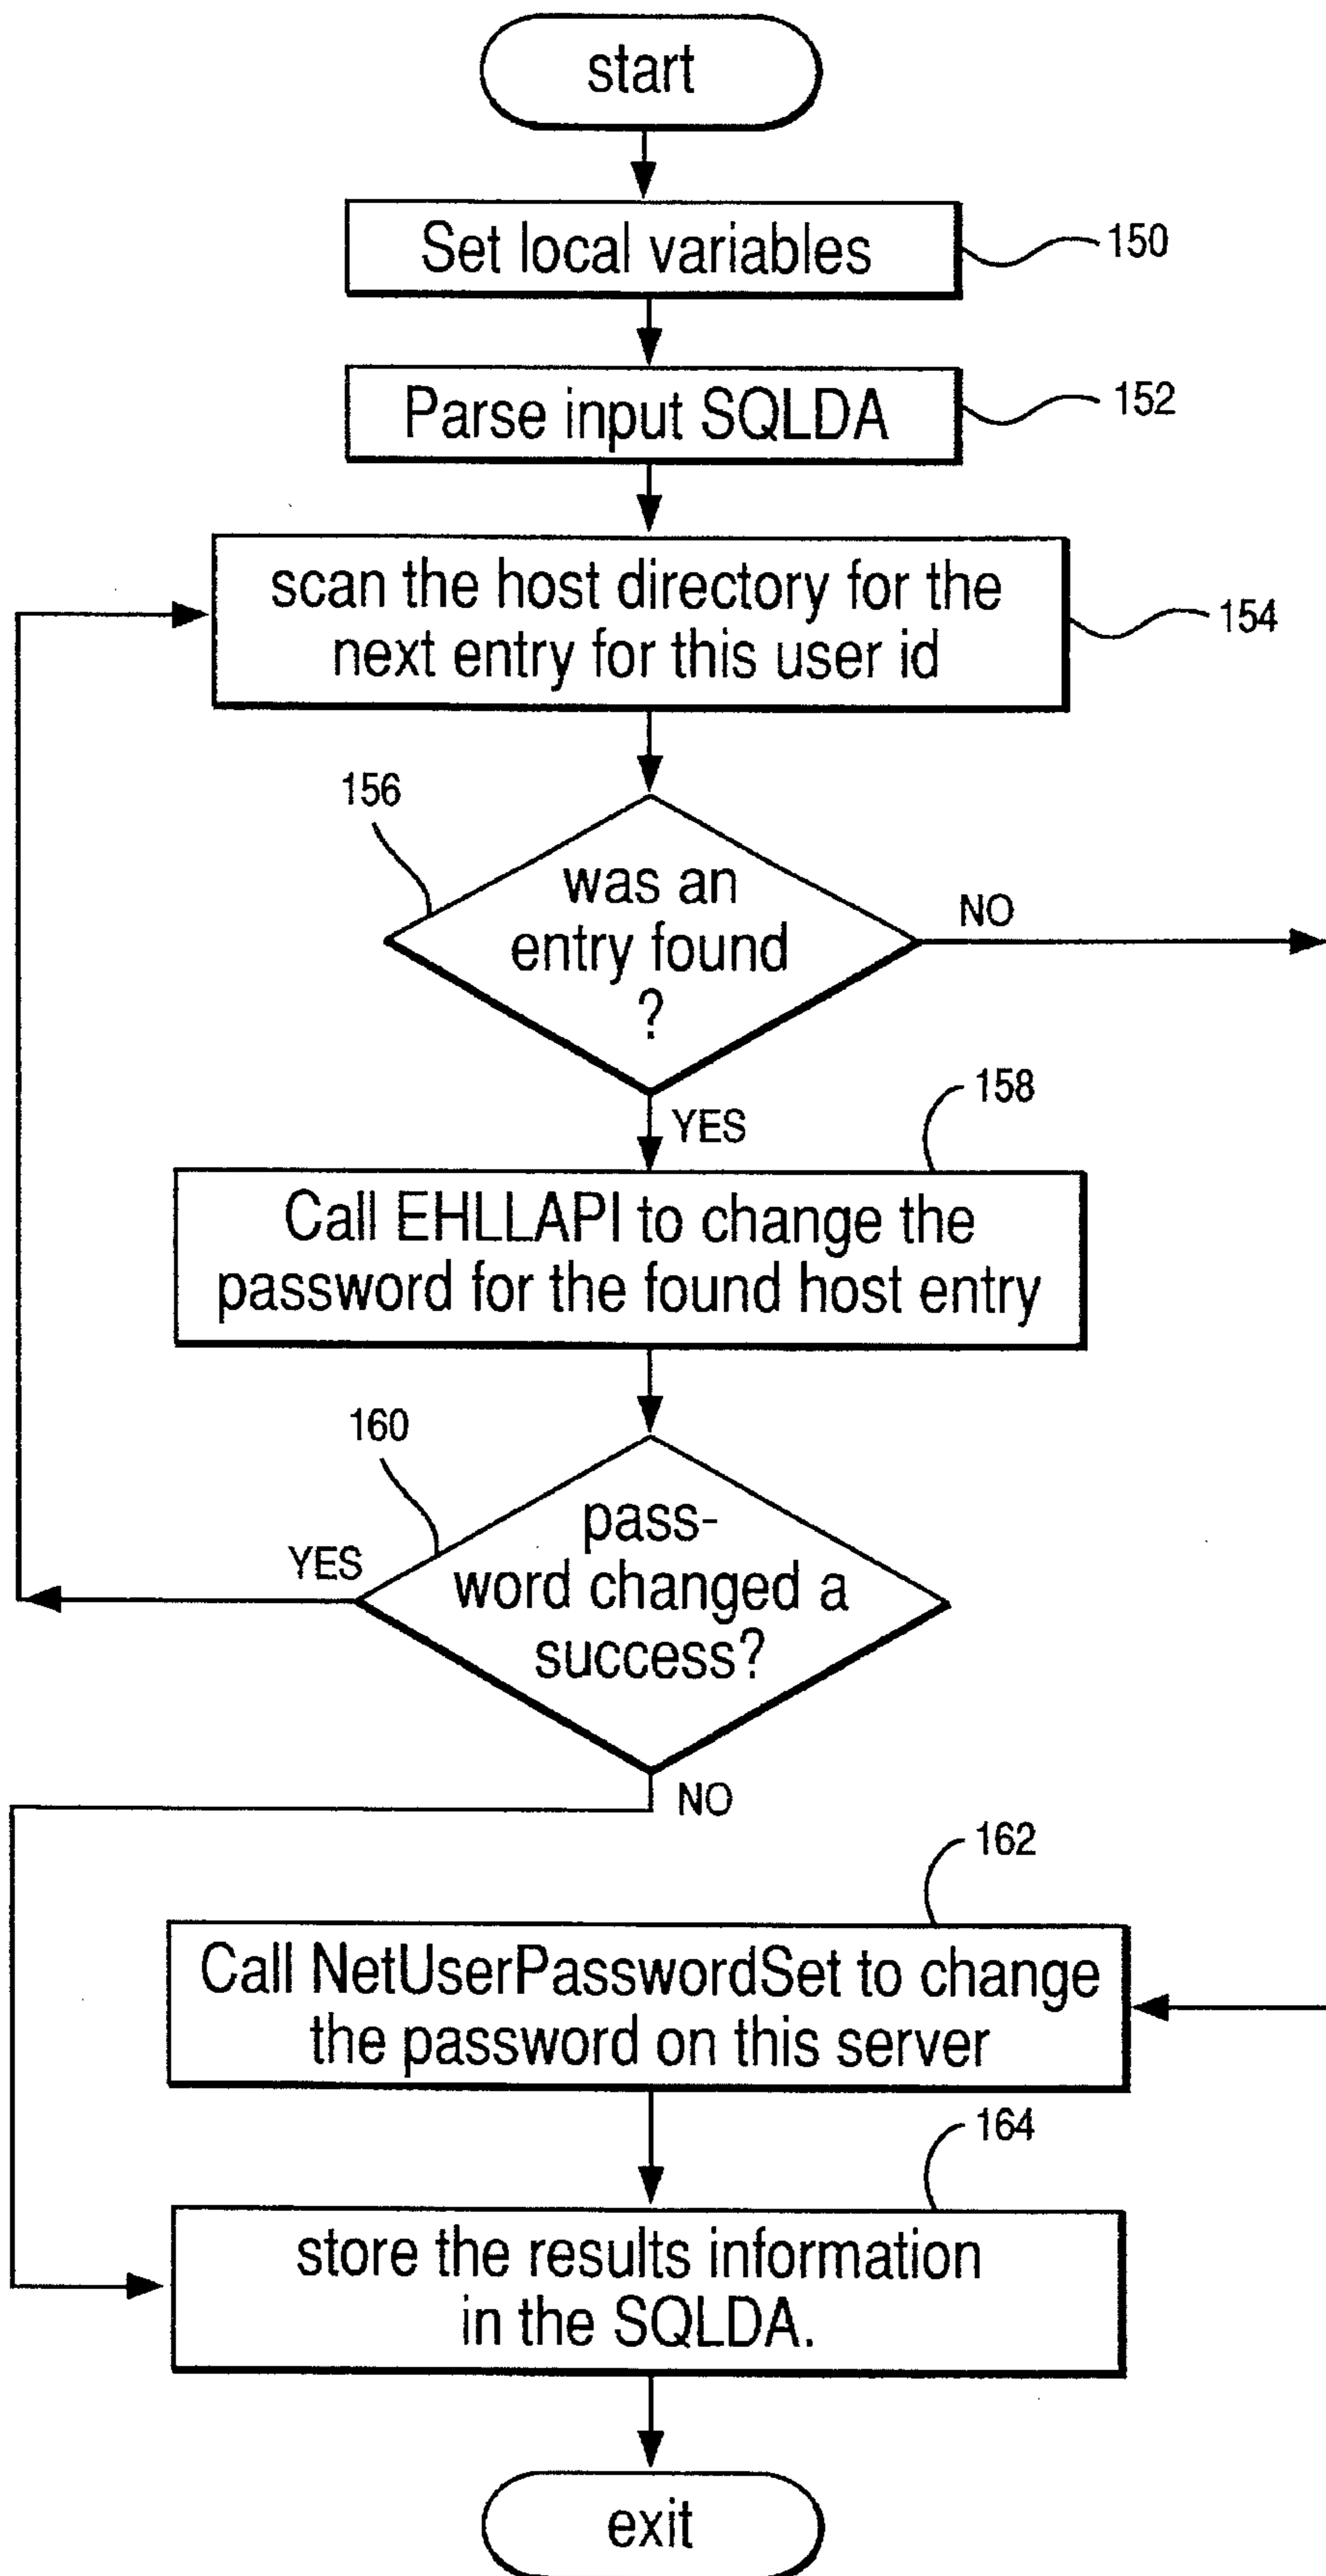 start
Set local variables
150
Parse input SQLDA
152
scan the host directory for the
next entry for this user id
154
156
was an
entry found
?
NO
YES
158
Call EHLLAPI to change the
password for the found host entry
160
pass-
word changed a
success?
YES
NO
162
Call NetUserPasswordSet to change
the password on this server
164
store the results information
in the SQLDA.
exit